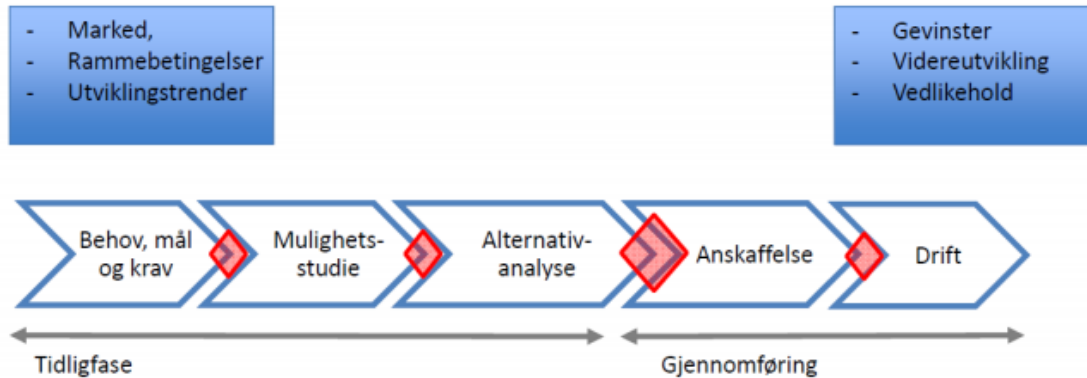 - Marked,
- Rammebetingelser
- Utviklingstrender
- Gevinster
- Videreutvikling
- Vedlikehold
Behov, mål
og krav
Mulighets-
studie
Alternativ-
analyse
Anskaffelse
Drift
Tidligfase
Gjennomføring